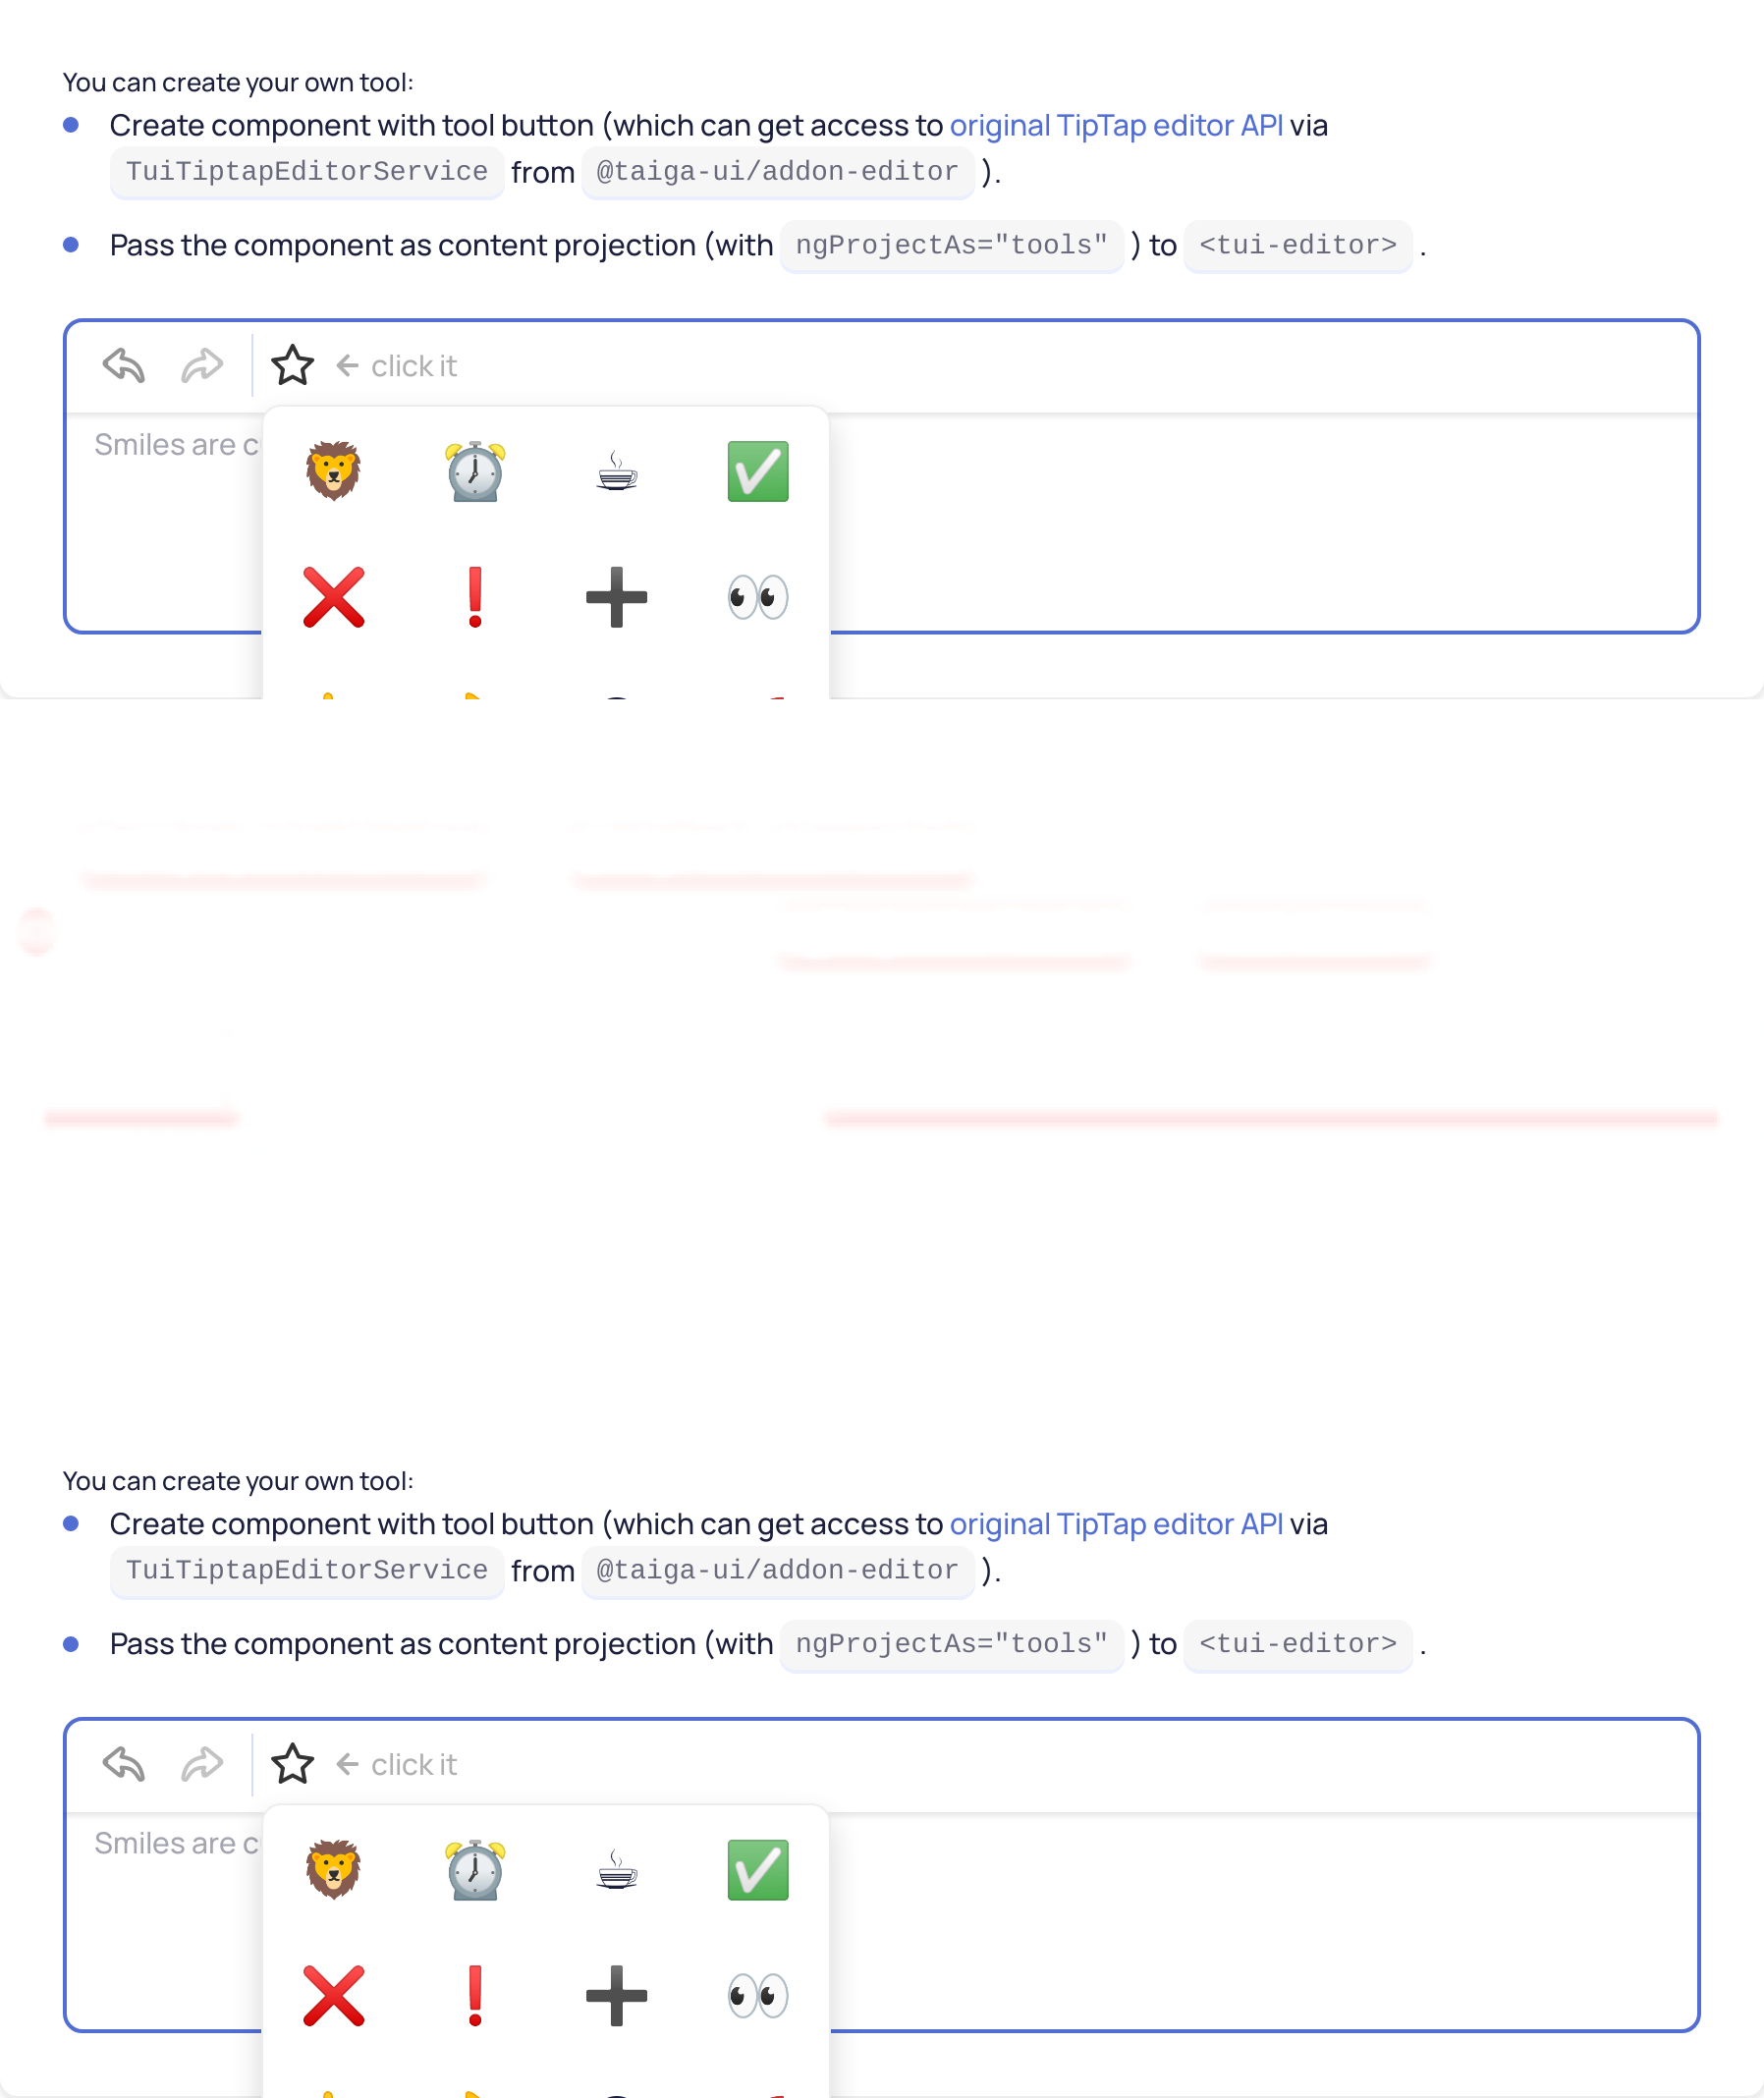 You can create your own tool:
Create component with tool button (which can get access to original TipTap editor API via
TuiTiptapEditorService from @taiga-ui/addon-editor ).
Pass the component as content projection (with ngProjectAs="tools" ) to <tui-editor> .
← click it
Smiles are c
You can create your own tool:
Create component with tool button (which can get access to original TipTap editor API via
TuiTiptapEditorService from @taiga-ui/addon-editor ).
Pass the component as content projection (with ngProjectAs="tools" ) to <tui-editor> .
← click it
Smiles are c